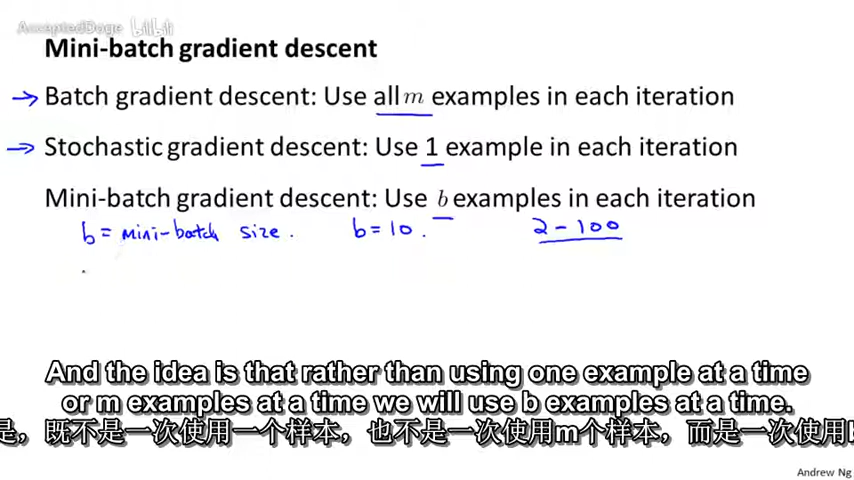 AcceptedDoge bilibili
Mini-batch gradient descent
→ Batch gradient descent: Use all m examples in each iteration
→ Stochastic gradient descent: Use 1 example in each iteration
Mini-batch gradient descent: Use b examples in each iteration
b = mini-batch size. b = 10. 2 - 100
And the idea is that rather than using one example at a time
or m examples at a time we will use b examples at a time.
是，既不是一次使用一个样本，也不是一次使用m个样本，而是一次使用b
Andrew Ng